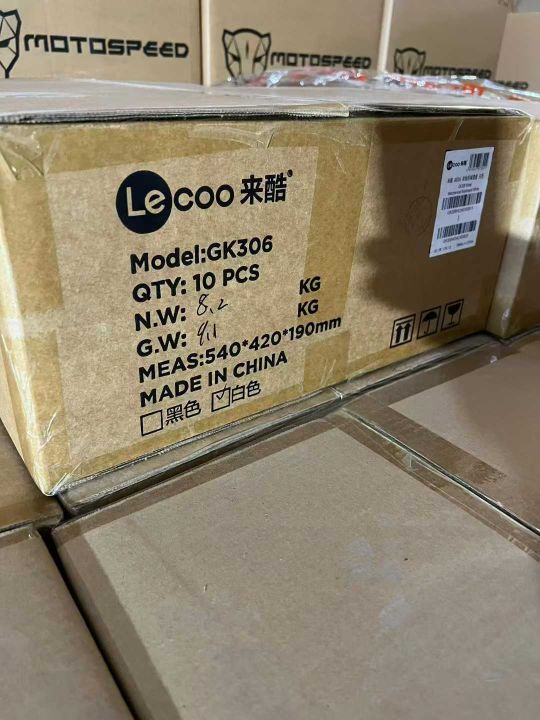 MOTOSPEED
MOTOSPEED
Lecoo 来酷
Model:GK306
QTY: 10 PCS
N.W: 8,2 KG
G.W: 9,1 KG
MEAS:540*420*190mm
MADE IN CHINA
黑色 白色